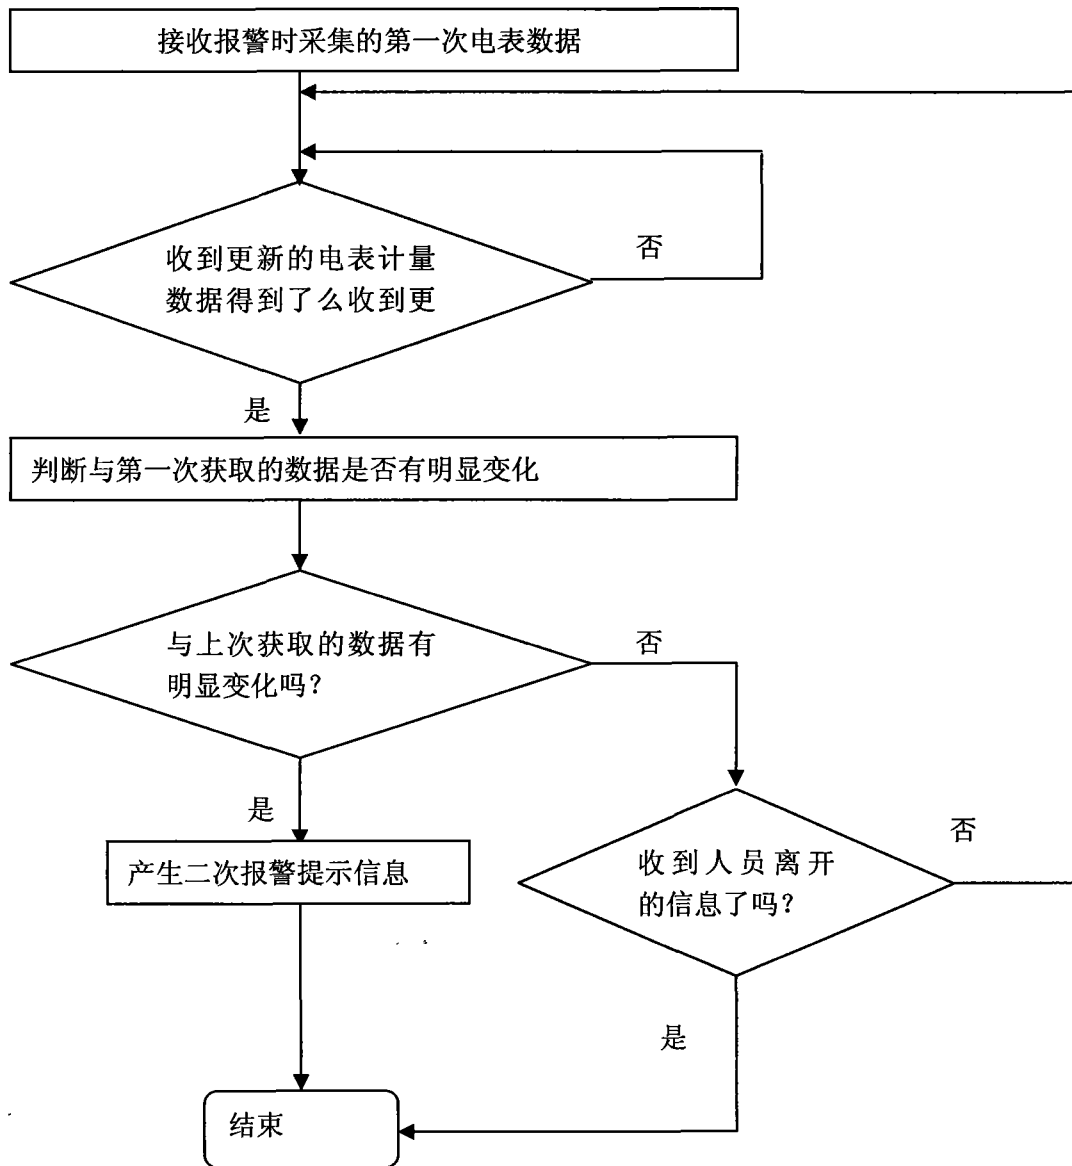 接收报警时采集的第一次电表数据
收到更新的电表计量
数据得到了么收到更
否
是
判断与第一次获取的数据是否有明显变化
与上次获取的数据有
明显变化吗？
否
是
产生二次报警提示信息
收到人员离开
的信息了吗？
否
是
结束